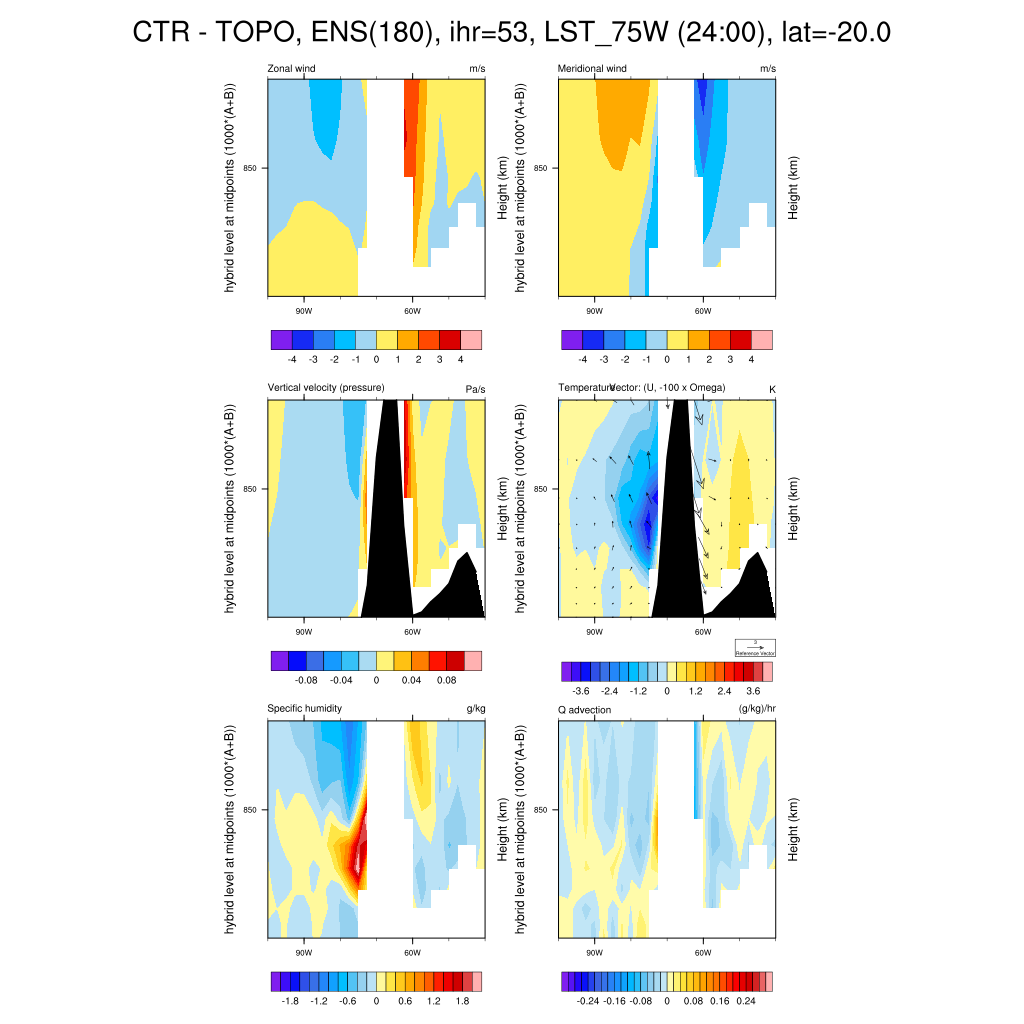 CTR - TOPO, ENS(180), ihr=53, LST_75W (24:00), lat=-20.0
Zonal wind m/s
Meridional wind m/s
hybrid level at midpoints (1000*(A+B))
850
Height (km)
hybrid level at midpoints (1000*(A+B))
850
Height (km)
90W 60W
90W 60W
-4 -3 -2 -1 0 1 2 3 4
-4 -3 -2 -1 0 1 2 3 4
Vertical velocity (pressure) Pa/s
Temperature Vector: (U, -100 x Omega) K
hybrid level at midpoints (1000*(A+B))
850
Height (km)
hybrid level at midpoints (1000*(A+B))
850
Height (km)
90W 60W
90W 60W
3
Reference Vector
-0.08 -0.04 0 0.04 0.08
-3.6 -2.4 -1.2 0 1.2 2.4 3.6
Specific humidity g/kg
Q advection (g/kg)/hr
hybrid level at midpoints (1000*(A+B))
850
Height (km)
hybrid level at midpoints (1000*(A+B))
850
Height (km)
90W 60W
90W 60W
-1.8 -1.2 -0.6 0 0.6 1.2 1.8
-0.24 -0.16 -0.08 0 0.08 0.16 0.24